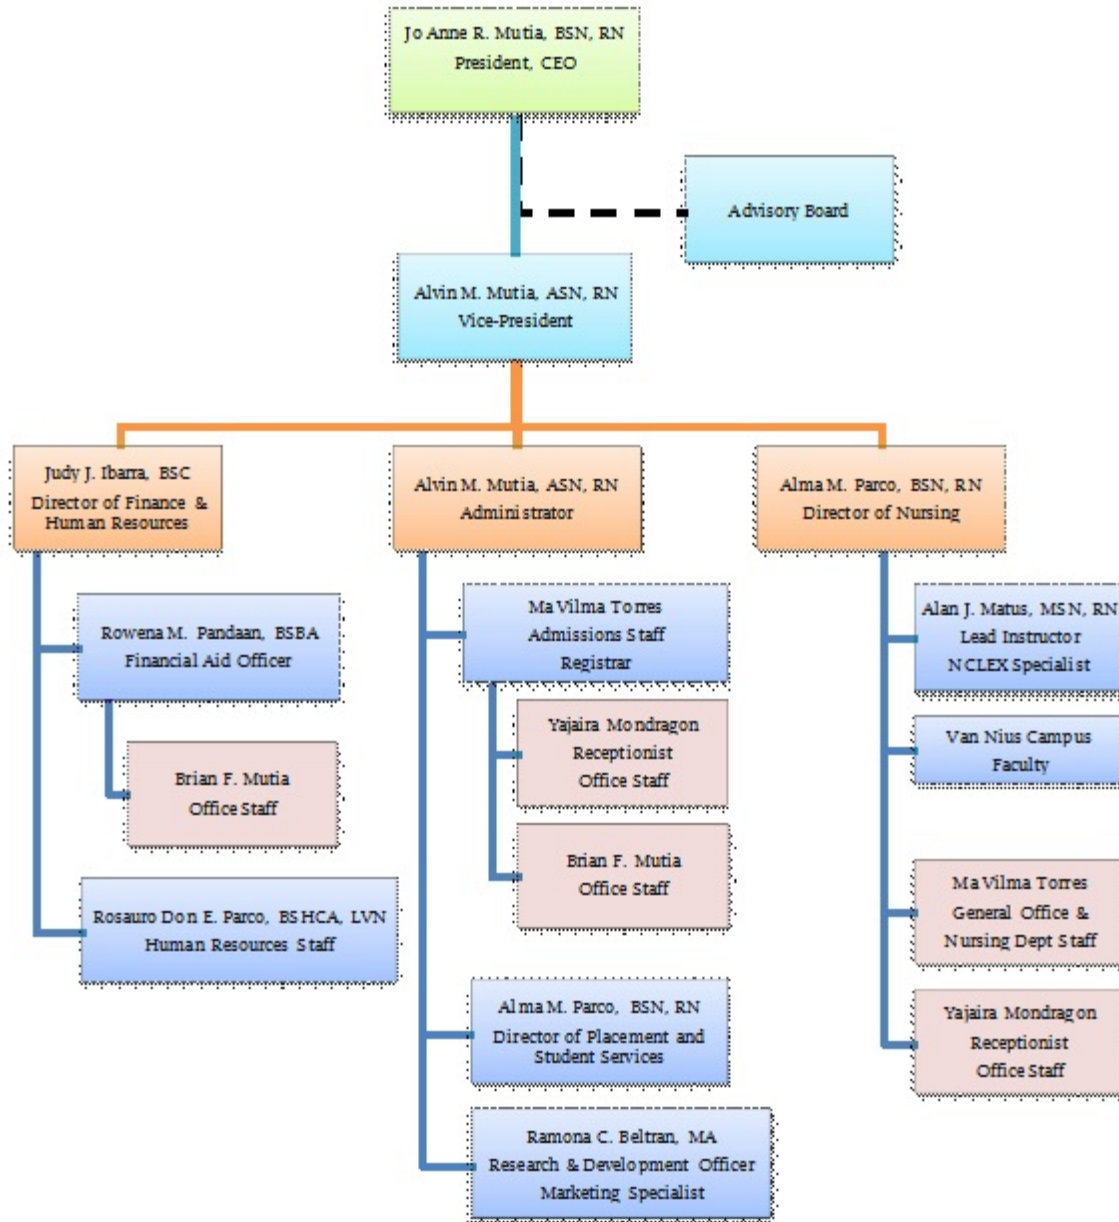 Jo Anne R. Mutia, BSN, RN
President, CEO
Advisory Board
Alvin M. Mutia, ASN, RN
Vice-President
Judy J. Ibarra, BSC
Director of Finance &
Human Resources
Alvin M. Mutia, ASN, RN
Administrator
Alma M. Parco, BSN, RN
Director of Nursing
Rowena M. Pandaan, BSBA
Financial Aid Officer
Brian F. Mutia
Office Staff
Rosauro Don E. Parco, BSHCA, LVN
Human Resources Staff
Ma Vilma Torres
Admissions Staff
Registrar
Yajaira Mondragon
Receptionist
Office Staff
Brian F. Mutia
Office Staff
Alma M. Parco, BSN, RN
Director of Placement and
Student Services
Ramona C. Beltran, MA
Research & Development Officer
Marketing Specialist
Alan J. Matus, MSN, RN
Lead Instructor
NCLEX Specialist
Van Nius Campus
Faculty
Ma Vilma Torres
General Office &
Nursing Dept Staff
Yajaira Mondragon
Receptionist
Office Staff